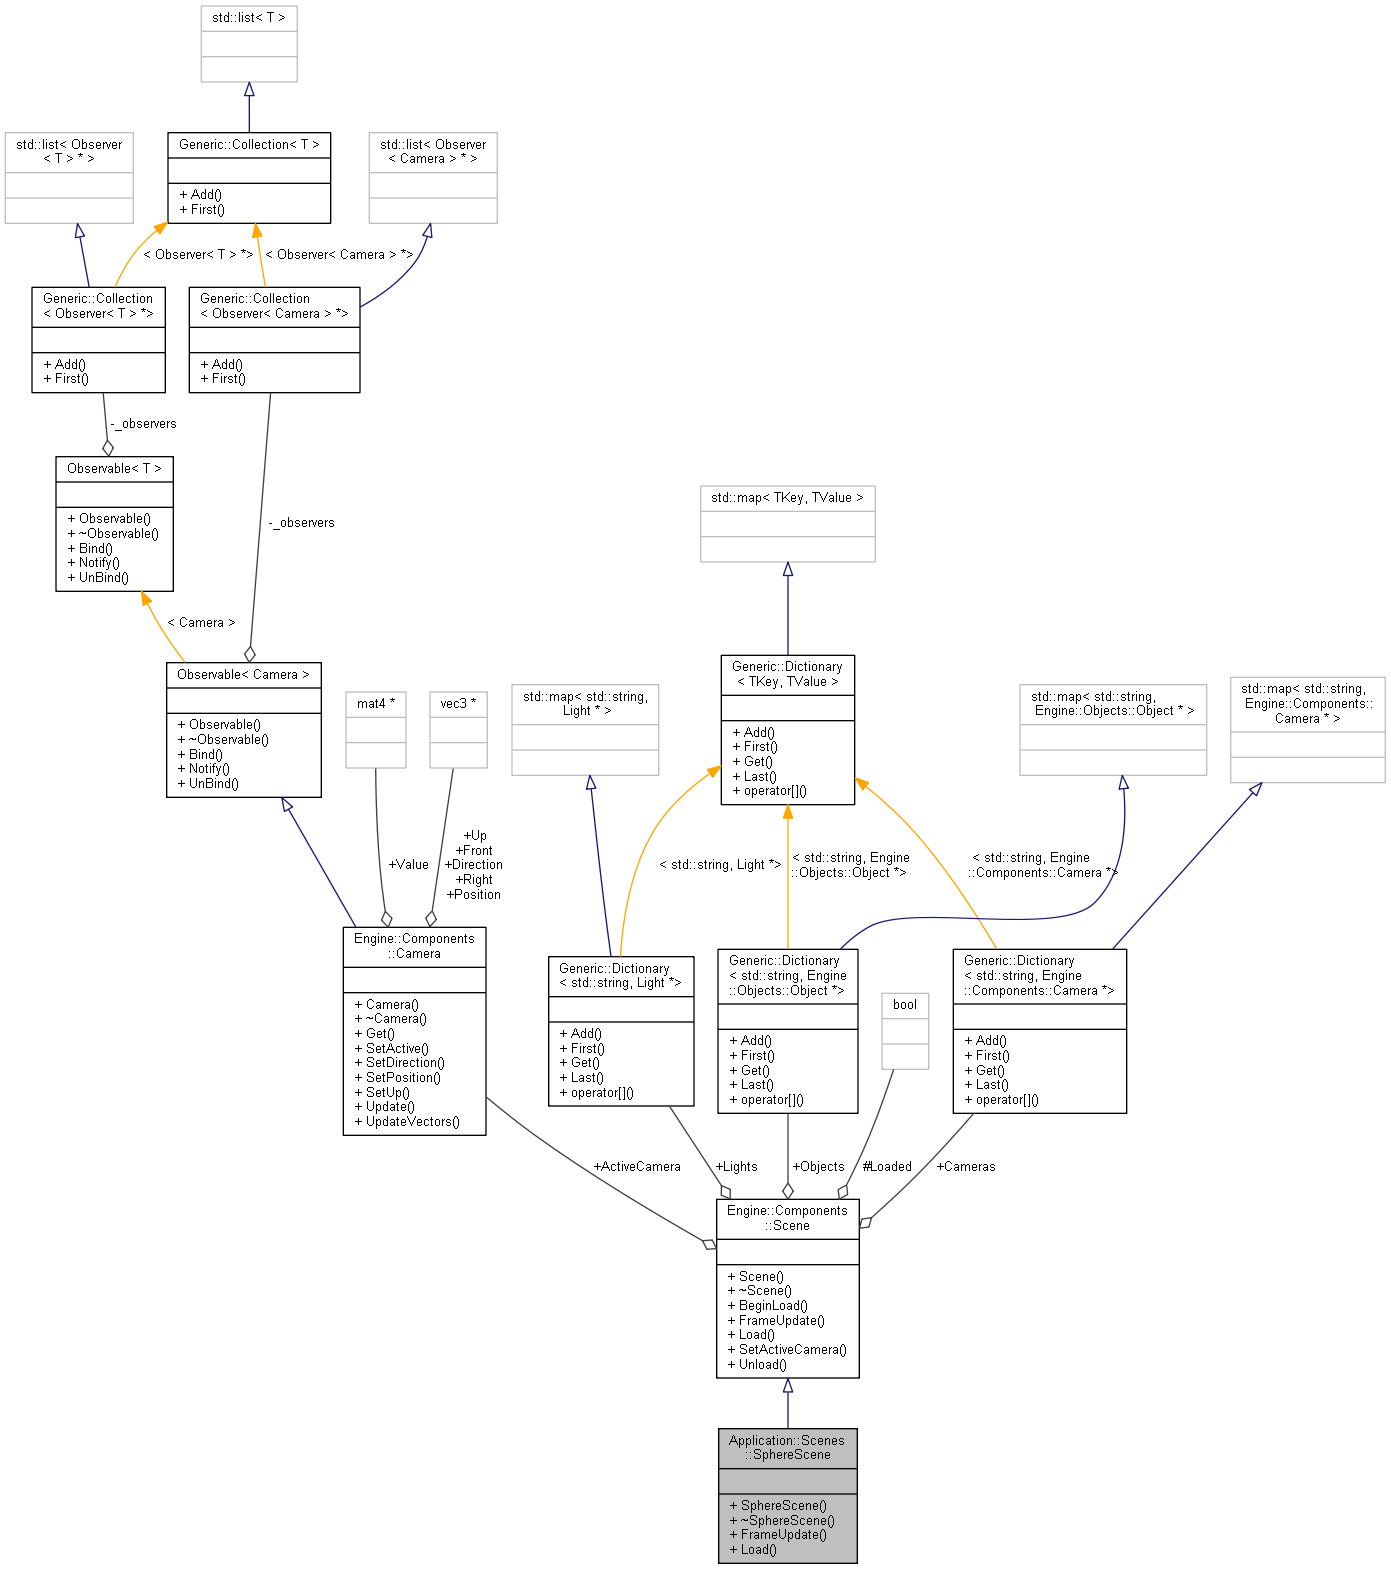 std::list< T >
std::list< Observer
< T > * >
Generic::Collection< T >
+ Add()
+ First()
std::list< Observer
< Camera > * >
< Observer< T > *>
< Observer< Camera > *>
Generic::Collection
< Observer< T > *>
+ Add()
+ First()
Generic::Collection
< Observer< Camera > *>
+ Add()
+ First()
-_observers
Observable< T >
+ Observable()
+ ~Observable()
+ Bind()
+ Notify()
+ UnBind()
-_observers
std::map< TKey, TValue >
< Camera >
Observable< Camera >
+ Observable()
+ ~Observable()
+ Bind()
+ Notify()
+ UnBind()
mat4 *
vec3 *
std::map< std::string,
Light * >
Generic::Dictionary
< TKey, TValue >
+ Add()
+ First()
+ Get()
+ Last()
+ operator[]()
std::map< std::string,
Engine::Objects::Object * >
std::map< std::string,
Engine::Components::
Camera * >
+Value
+Up
+Front
+Direction
+Right
+Position
< std::string, Light *>
< std::string, Engine
::Objects::Object *>
< std::string, Engine
::Components::Camera *>
Engine::Components
::Camera
+ Camera()
+ ~Camera()
+ Get()
+ SetActive()
+ SetDirection()
+ SetPosition()
+ SetUp()
+ Update()
+ UpdateVectors()
Generic::Dictionary
< std::string, Light *>
+ Add()
+ First()
+ Get()
+ Last()
+ operator[]()
Generic::Dictionary
< std::string, Engine
::Objects::Object *>
+ Add()
+ First()
+ Get()
+ Last()
+ operator[]()
bool
Generic::Dictionary
< std::string, Engine
::Components::Camera *>
+ Add()
+ First()
+ Get()
+ Last()
+ operator[]()
+ActiveCamera
+Lights
+Objects
#Loaded
+Cameras
Engine::Components
::Scene
+ Scene()
+ ~Scene()
+ BeginLoad()
+ FrameUpdate()
+ Load()
+ SetActiveCamera()
+ Unload()
Application::Scenes
::SphereScene
+ SphereScene()
+ ~SphereScene()
+ FrameUpdate()
+ Load()